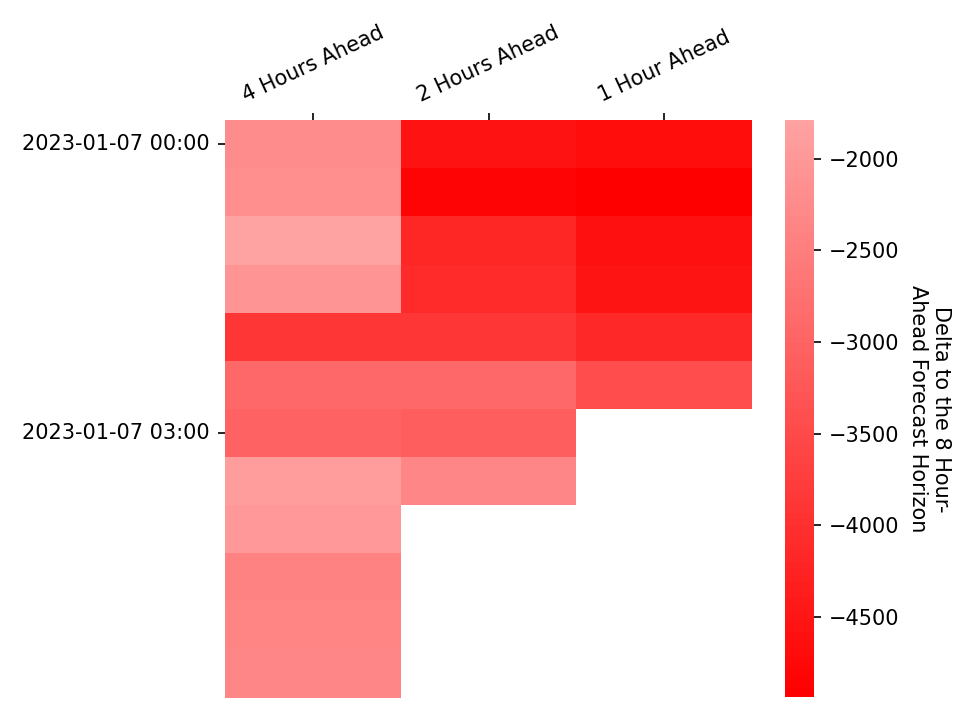 4 Hours Ahead
2 Hours Ahead
1 Hour Ahead
2023-01-07 00:00
2023-01-07 03:00
−2000
−2500
−3000
−3500
−4000
−4500
Delta to the 8 Hour-
Ahead Forecast Horizon